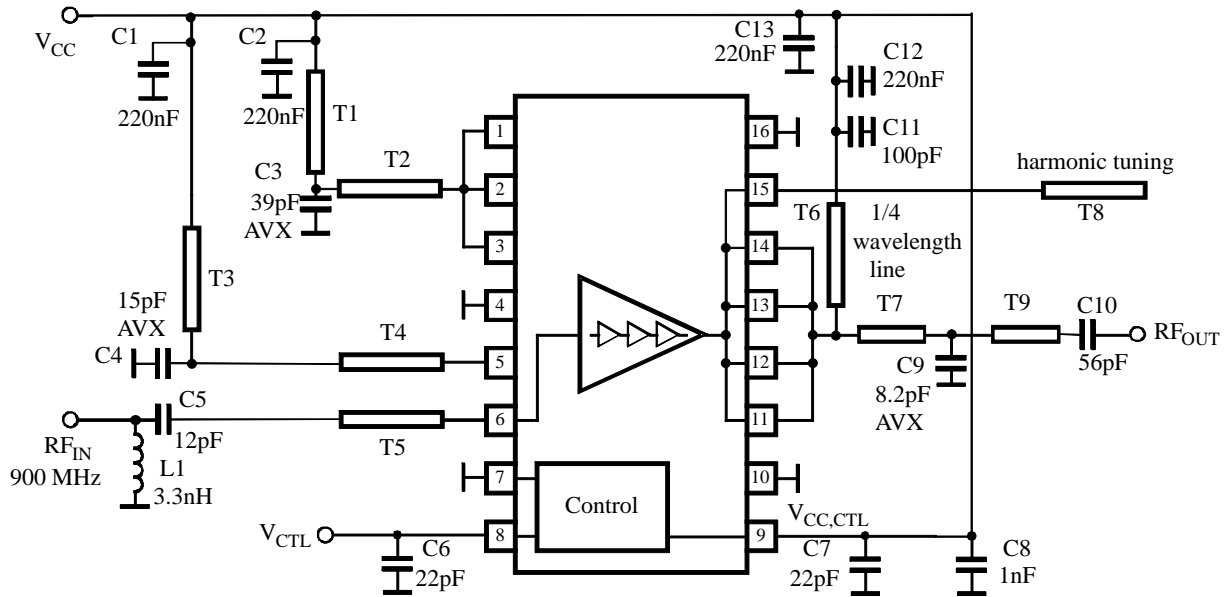 C1
C2
C13
C12
V_CC
220nF
220nF
220nF
220nF
T1
C11
100pF
C3
T2
39pF
AVX
1
2
3
4
5
6
7
8
16
15
14
13
12
11
10
9
harmonic tuning
T8
T6
1/4
wavelength
line
T3
15pF
AVX
C4
T4
T7
T9
C10
RF_OUT
56pF
C9
8.2pF
AVX
C5
12pF
T5
RF_IN
900 MHz
L1
3.3nH
Control
V_CC,CTL
V_CTL
C6
22pF
C7
22pF
C8
1nF